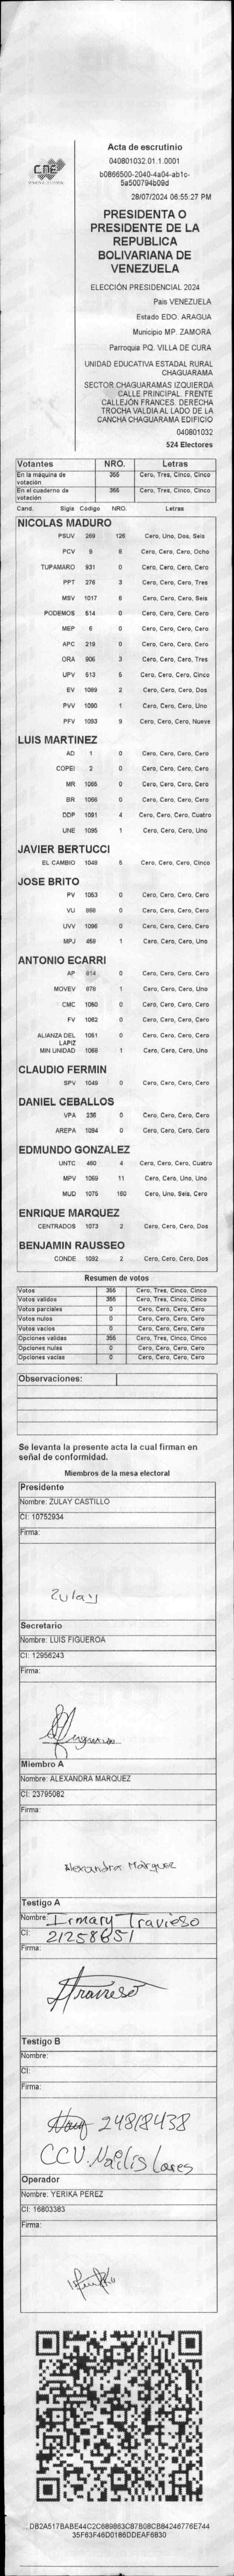 CNE
Acta de escrutinio
040801032.01.1.0001
b0866500-2040-4a04-ab1c-
5a500794b09d
28/07/2024 06:55:27 PM
PRESIDENTA O
PRESIDENTE DE LA
REPUBLICA
BOLIVARIANA DE
VENEZUELA
ELECCIÓN PRESIDENCIAL 2024
Pais VENEZUELA
Estado EDO. ARAGUA
Municipio MP. ZAMORA
Parroquia PQ. VILLA DE CURA
UNIDAD EDUCATIVA ESTADAL RURAL
CHAGUARAMA
SECTOR CHAGUARAMAS IZQUIERDA
CALLE PRINCIPAL. FRENTE
CALLEJÓN FRANCES. DERECHA
TROCHA VALDIA AL LADO DE LA
CANCHA CHAGUARAMA EDIFICIO
040801032
524 Electores
Votantes NRO. Letras
En la máquina de votación 355 Cero, Tres, Cinco, Cinco
En el cuaderno de votación 355 Cero, Tres, Cinco, Cinco
Cand. Sigla Código NRO. Letras
NICOLAS MADURO
PSUV 269 126 Cero, Uno, Dos, Seis
PCV 9 8 Cero, Cero, Cero, Ocho
TUPAMARO 931 0 Cero, Cero, Cero, Cero
PPT 276 3 Cero, Cero, Cero, Tres
MSV 1017 6 Cero, Cero, Cero, Seis
PODEMOS 514 0 Cero, Cero, Cero, Cero
MEP 6 0 Cero, Cero, Cero, Cero
APC 219 0 Cero, Cero, Cero, Cero
ORA 906 3 Cero, Cero, Cero, Tres
UPV 513 5 Cero, Cero, Cero, Cinco
EV 1089 2 Cero, Cero, Cero, Dos
PVV 1090 1 Cero, Cero, Cero, Uno
PFV 1093 9 Cero, Cero, Cero, Nueve
LUIS MARTINEZ
AD 1 0 Cero, Cero, Cero, Cero
COPEI 2 0 Cero, Cero, Cero, Cero
MR 1065 0 Cero, Cero, Cero, Cero
BR 1066 0 Cero, Cero, Cero, Cero
DDP 1091 4 Cero, Cero, Cero, Cuatro
UNE 1095 1 Cero, Cero, Cero, Uno
JAVIER BERTUCCI
EL CAMBIO 1048 5 Cero, Cero, Cero, Cinco
JOSE BRITO
PV 1053 0 Cero, Cero, Cero, Cero
VU 868 0 Cero, Cero, Cero, Cero
UVV 1096 0 Cero, Cero, Cero, Cero
MPJ 459 1 Cero, Cero, Cero, Uno
ANTONIO ECARRI
AP 814 0 Cero, Cero, Cero, Cero
MOVEV 878 1 Cero, Cero, Cero, Uno
CMC 1060 0 Cero, Cero, Cero, Cero
FV 1062 0 Cero, Cero, Cero, Cero
ALIANZA DEL LAPIZ 1061 0 Cero, Cero, Cero, Cero
MIN UNIDAD 1068 1 Cero, Cero, Cero, Uno
CLAUDIO FERMIN
SPV 1049 0 Cero, Cero, Cero, Cero
DANIEL CEBALLOS
VPA 236 0 Cero, Cero, Cero, Cero
AREPA 1094 0 Cero, Cero, Cero, Cero
EDMUNDO GONZALEZ
UNTC 460 4 Cero, Cero, Cero, Cuatro
MPV 1069 11 Cero, Cero, Uno, Uno
MUD 1075 160 Cero, Uno, Seis, Cero
ENRIQUE MARQUEZ
CENTRADOS 1073 2 Cero, Cero, Cero, Dos
BENJAMIN RAUSSEO
CONDE 1092 2 Cero, Cero, Cero, Dos
Resumen de votos
Votos 355 Cero, Tres, Cinco, Cinco
Votos validos 355 Cero, Tres, Cinco, Cinco
Votos parciales 0 Cero, Cero, Cero, Cero
Votos nulos 0 Cero, Cero, Cero, Cero
Votos vacios 0 Cero, Cero, Cero, Cero
Opciones validas 355 Cero, Tres, Cinco, Cinco
Opciones nulas 0 Cero, Cero, Cero, Cero
Opciones vacias 0 Cero, Cero, Cero, Cero
Observaciones:
Se levanta la presente acta la cual firman en
señal de conformidad.
Miembros de la mesa electoral
Presidente
Nombre: ZULAY CASTILLO
CI: 10752934
Firma:
Zulay
Secretario
Nombre: LUIS FIGUEROA
CI: 12956243
Firma:
Miembro A
Nombre: ALEXANDRA MARQUEZ
CI: 23795082
Firma:
Alexandra Márquez
Testigo A
Nombre: Irmary Travieso
CI: 21258651
Firma:
Travieso
Testigo B
Nombre:
CI:
Firma:
24818438
CCV. Nailis Lares
Operador
Nombre: YERIKA PEREZ
CI: 16803383
Firma:
DB2A517BABE44C2C689863C87B08CB84246776E744
35F63F46D0186DDEAF6830